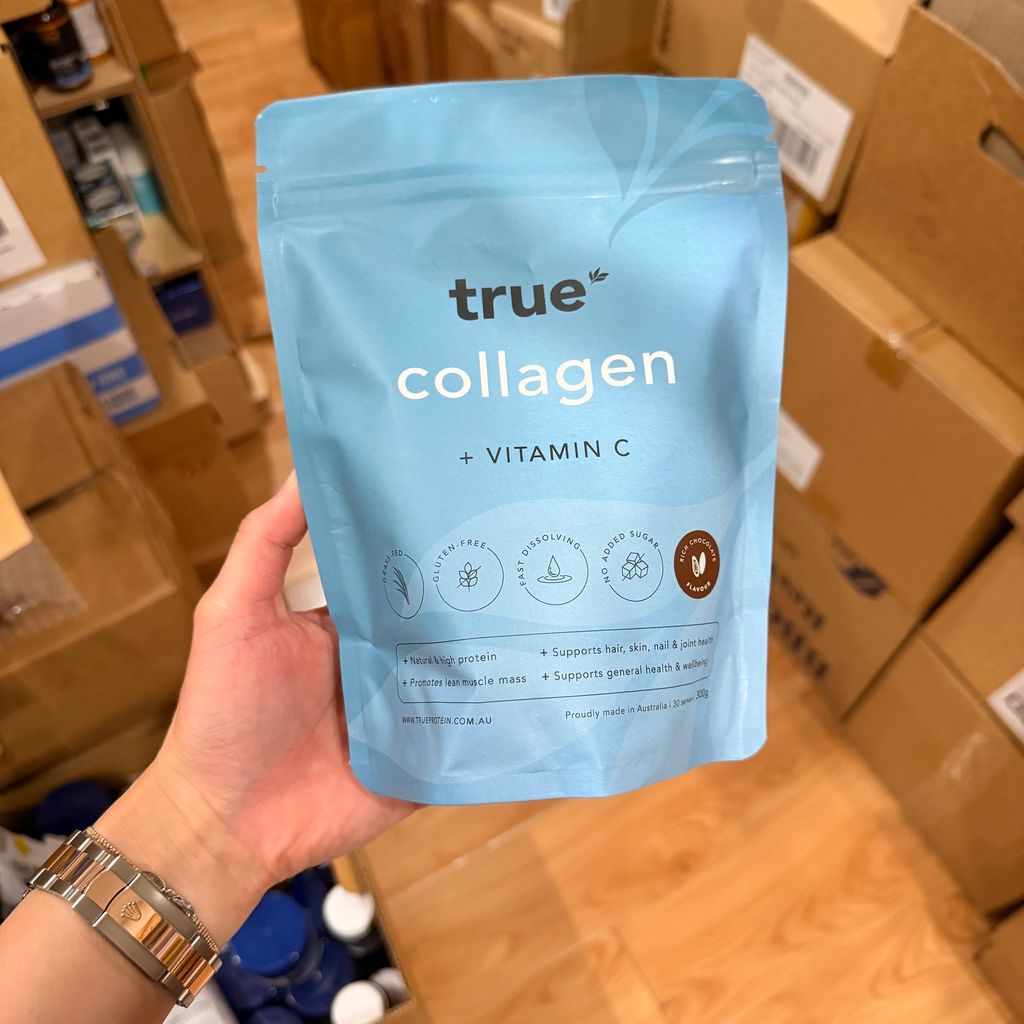 true
collagen
+ VITAMIN C
GRASS-FED
GLUTEN-FREE
FAST DISSOLVING
NO ADDED SUGAR
RICH CHOCOLATE
FLAVOUR
+ Natural & high protein
+ Supports hair, skin, nail & joint health
+ Promotes lean muscle mass
+ Supports general health & wellbeing
WWW.TRUEPROTEIN.COM.AU
Proudly made in Australia | 30 serves | 300g